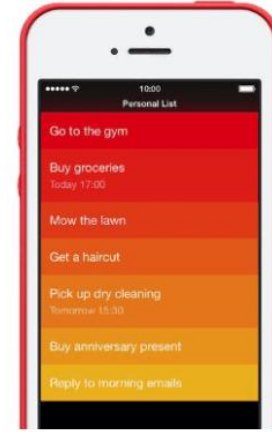 10:00
Personal List
Go to the gym
Buy groceries
Today 17:00
Mow the lawn
Get a haircut
Pick up dry cleaning
Tomorrow 15:30
Buy anniversary present
Reply to morning emails